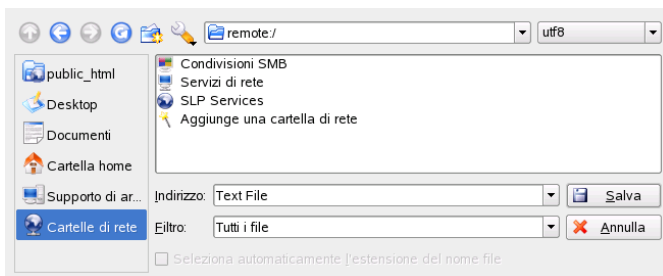 remote:/ utf8
public_html
Desktop
Documenti
Cartella home
Supporto di ar...
Cartelle di rete
Condivisioni SMB
Servizi di rete
SLP Services
Aggiunge una cartella di rete
Indirizzo: Text File Salva
Filtro: Tutti i file Annulla
Seleziona automaticamente l'estensione del nome file